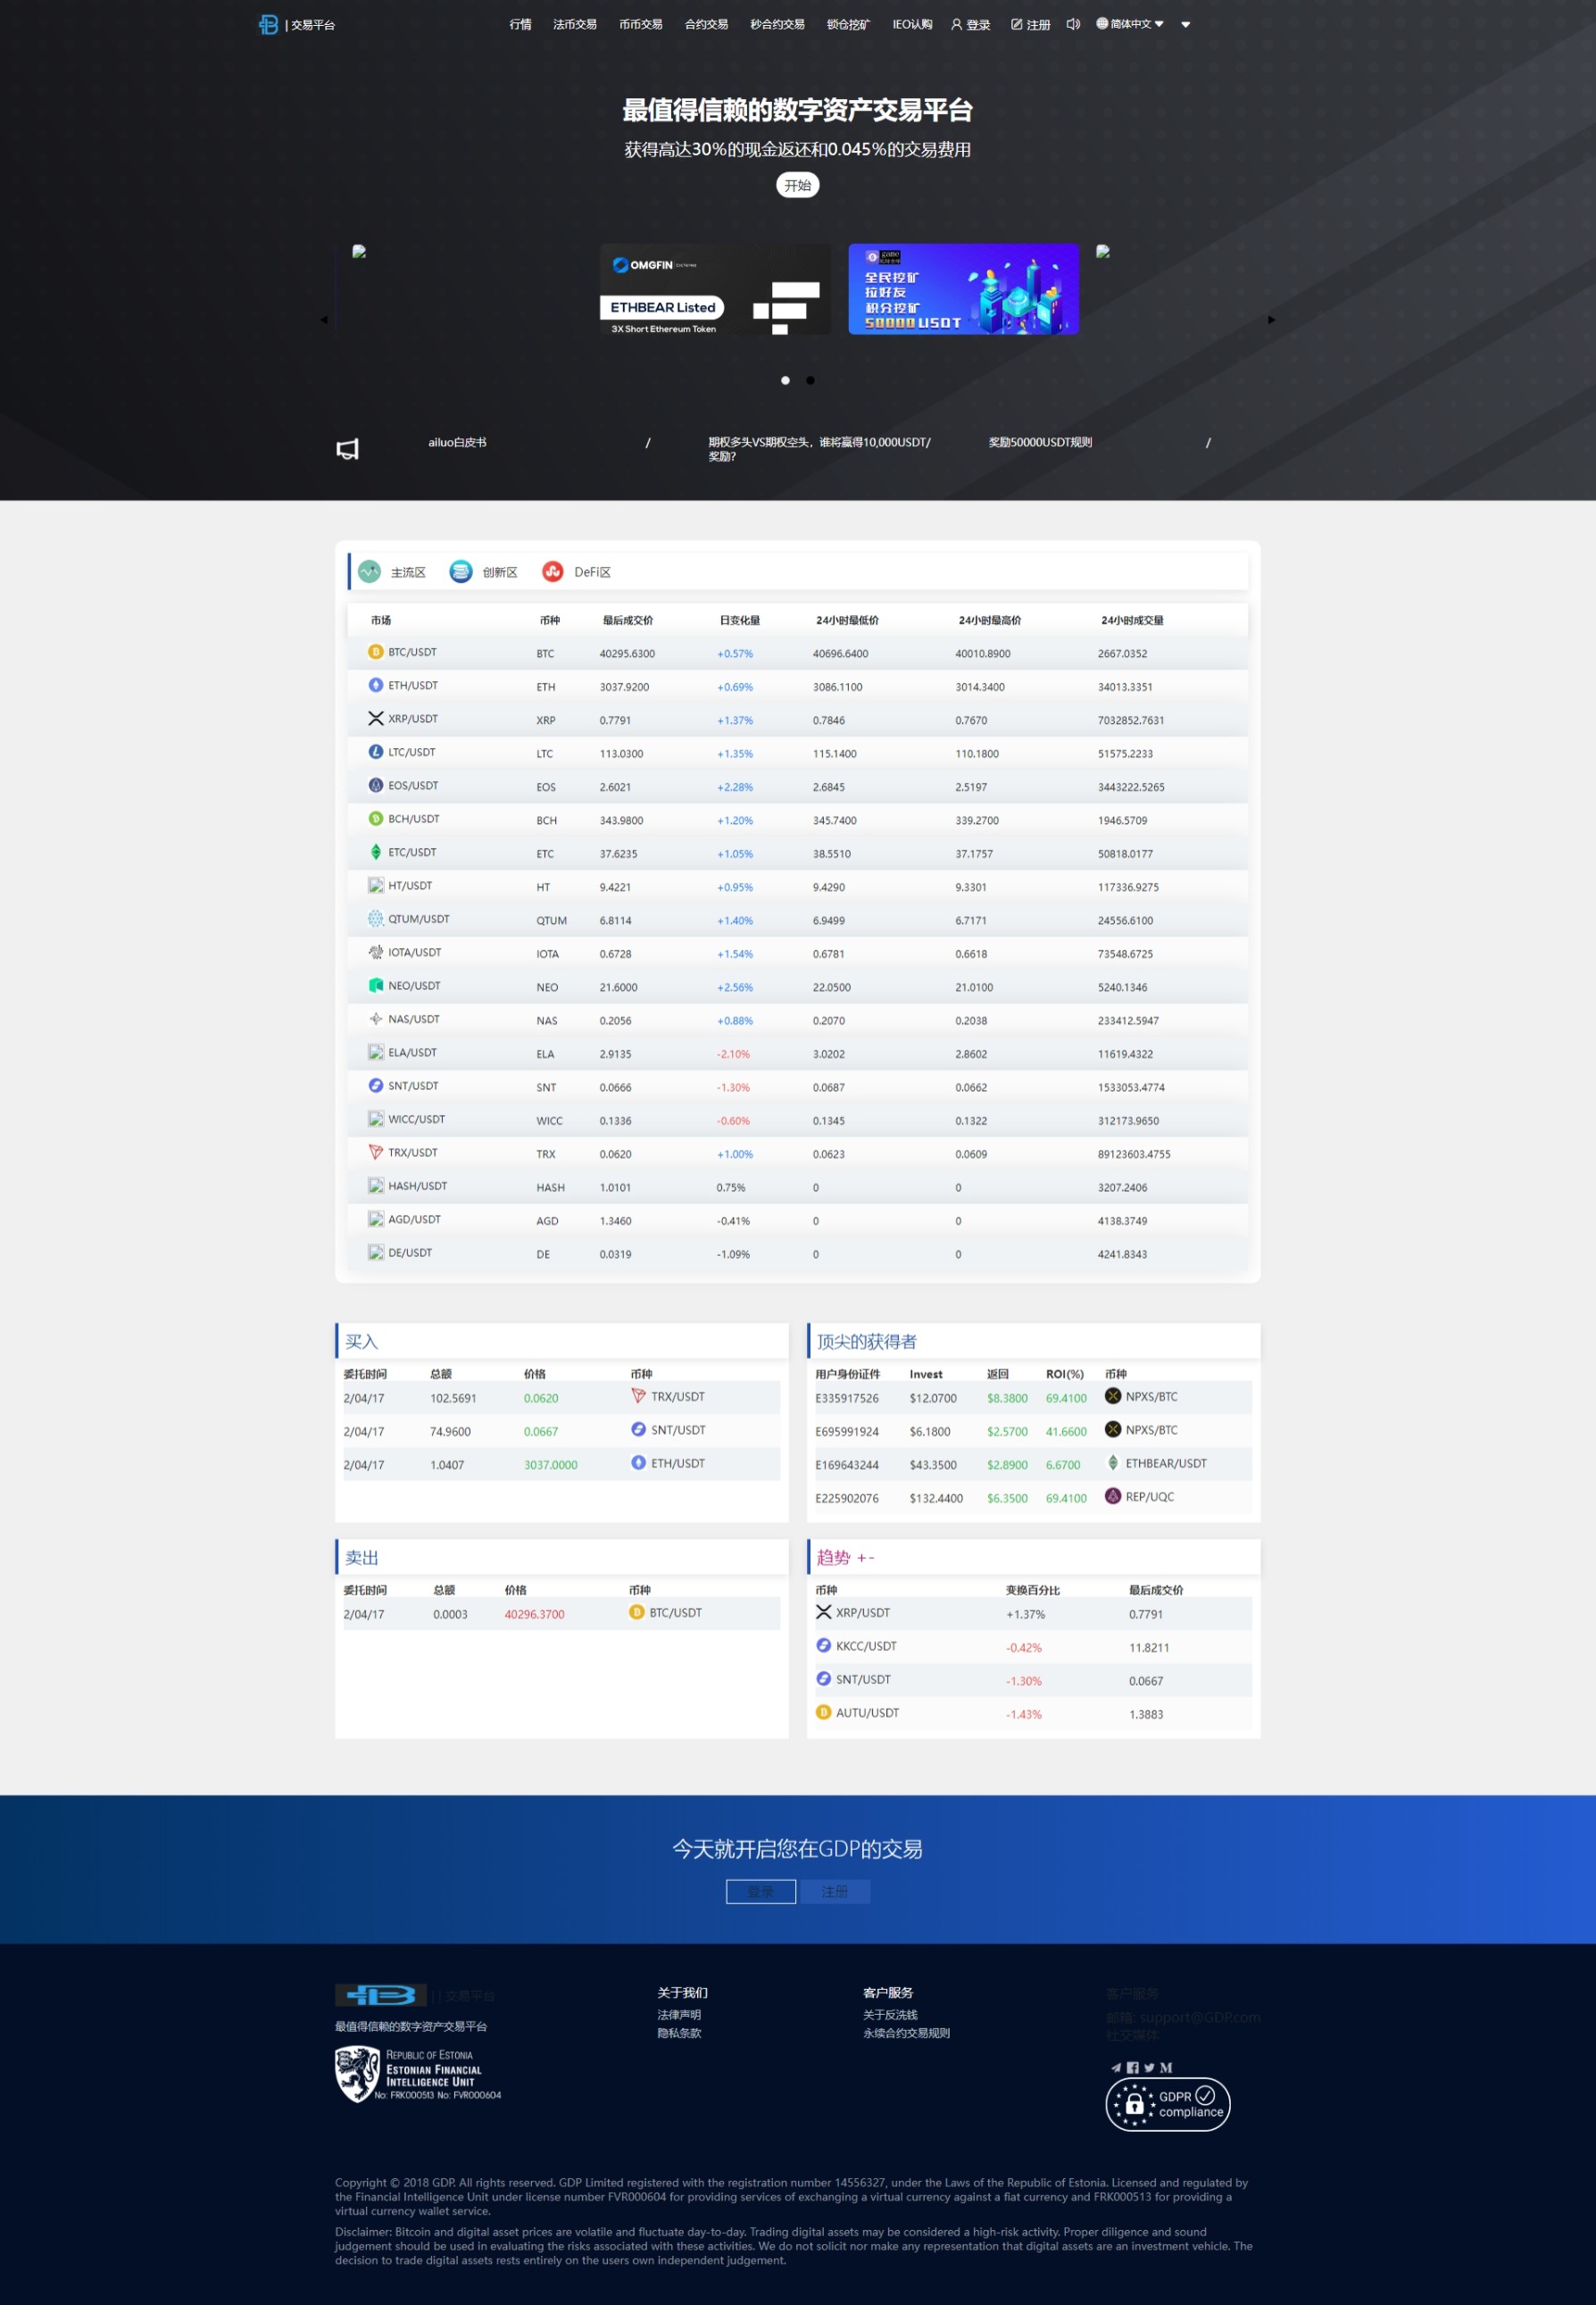 | 交易平台 行情 法币交易 币币交易 合约交易 秒合约交易 锁仓挖矿 IEO认购 登录 注册 简体中文
最值得信赖的数字资产交易平台
获得高达30%的现金返还和0.045%的交易费用
开始
OMGFIN
ETHBEAR Listed
3X Short Ethereum Token
game
全民挖矿
拉好友
积分挖矿
50000 USDT
ailuo白皮书 / 期权多头VS期权空头，谁将赢得10,000USDT/ 奖励50000USDT规则 /
奖励？
主流区 创新区 DeFi区
市场 币种 最后成交价 日变化量 24小时最低价 24小时最高价 24小时成交量
BTC/USDT BTC 40295.6300 +0.57% 40696.6400 40010.8900 2667.0352
ETH/USDT ETH 3037.9200 +0.69% 3086.1100 3014.3400 34013.3351
XRP/USDT XRP 0.7791 +1.37% 0.7846 0.7670 7032852.7631
LTC/USDT LTC 113.0300 +1.35% 115.1400 110.1800 51575.2233
EOS/USDT EOS 2.6021 +2.28% 2.6845 2.5197 3443222.5265
BCH/USDT BCH 343.9800 +1.20% 345.7400 339.2700 1946.5709
ETC/USDT ETC 37.6235 +1.05% 38.5510 37.1757 50818.0177
HT/USDT HT 9.4221 +0.95% 9.4290 9.3301 117336.9275
QTUM/USDT QTUM 6.8114 +1.40% 6.9499 6.7171 24556.6100
IOTA/USDT IOTA 0.6728 +1.54% 0.6781 0.6618 73548.6725
NEO/USDT NEO 21.6000 +2.56% 22.0500 21.0100 5240.1346
NAS/USDT NAS 0.2056 +0.88% 0.2070 0.2038 233412.5947
ELA/USDT ELA 2.9135 -2.10% 3.0202 2.8602 11619.4322
SNT/USDT SNT 0.0666 -1.30% 0.0687 0.0662 1533053.4774
WICC/USDT WICC 0.1336 -0.60% 0.1345 0.1322 312173.9650
TRX/USDT TRX 0.0620 +1.00% 0.0623 0.0609 89123603.4755
HASH/USDT HASH 1.0101 0.75% 0 0 3207.2406
AGD/USDT AGD 1.3460 -0.41% 0 0 4138.3749
DE/USDT DE 0.0319 -1.09% 0 0 4241.8343
买入
委托时间 总额 价格 币种
2/04/17 102.5691 0.0620 TRX/USDT
2/04/17 74.9600 0.0667 SNT/USDT
2/04/17 1.0407 3037.0000 ETH/USDT
顶尖的获得者
用户身份证件 Invest 返回 ROI(%) 币种
E335917526 $12.0700 $8.3800 69.4100 NPXS/BTC
E695991924 $6.1800 $2.5700 41.6600 NPXS/BTC
E169643244 $43.3500 $2.8900 6.6700 ETHBEAR/USDT
E225902076 $132.4400 $6.3500 69.4100 REP/UQC
卖出
委托时间 总额 价格 币种
2/04/17 0.0003 40296.3700 BTC/USDT
趋势 +-
币种 变换百分比 最后成交价
XRP/USDT +1.37% 0.7791
KKCC/USDT -0.42% 11.8211
SNT/USDT -1.30% 0.0667
AUTU/USDT -1.43% 1.3883
今天就开启您在GDP的交易
登录 注册
| | 交易平台
最值得信赖的数字资产交易平台
REPUBLIC OF ESTONIA
ESTONIAN FINANCIAL
INTELLIGENCE UNIT
No: FRK000513 No: FVR000604
关于我们
法律声明
隐私条款
客户服务
关于反洗钱
永续合约交易规则
客户服务
邮箱: support@GDP.com
社交媒体
GDPR
compliance
Copyright © 2018 GDP. All rights reserved. GDP Limited registered with the registration number 14556327, under the Laws of the Republic of Estonia. Licensed and regulated by
the Financial Intelligence Unit under license number FVR000604 for providing services of exchanging a virtual currency against a fiat currency and FRK000513 for providing a
virtual currency wallet service.
Disclaimer: Bitcoin and digital asset prices are volatile and fluctuate day-to-day. Trading digital assets may be considered a high-risk activity. Proper diligence and sound
judgement should be used in evaluating the risks associated with these activities. We do not solicit nor make any representation that digital assets are an investment vehicle. The
decision to trade digital assets rests entirely on the users own independent judgement.